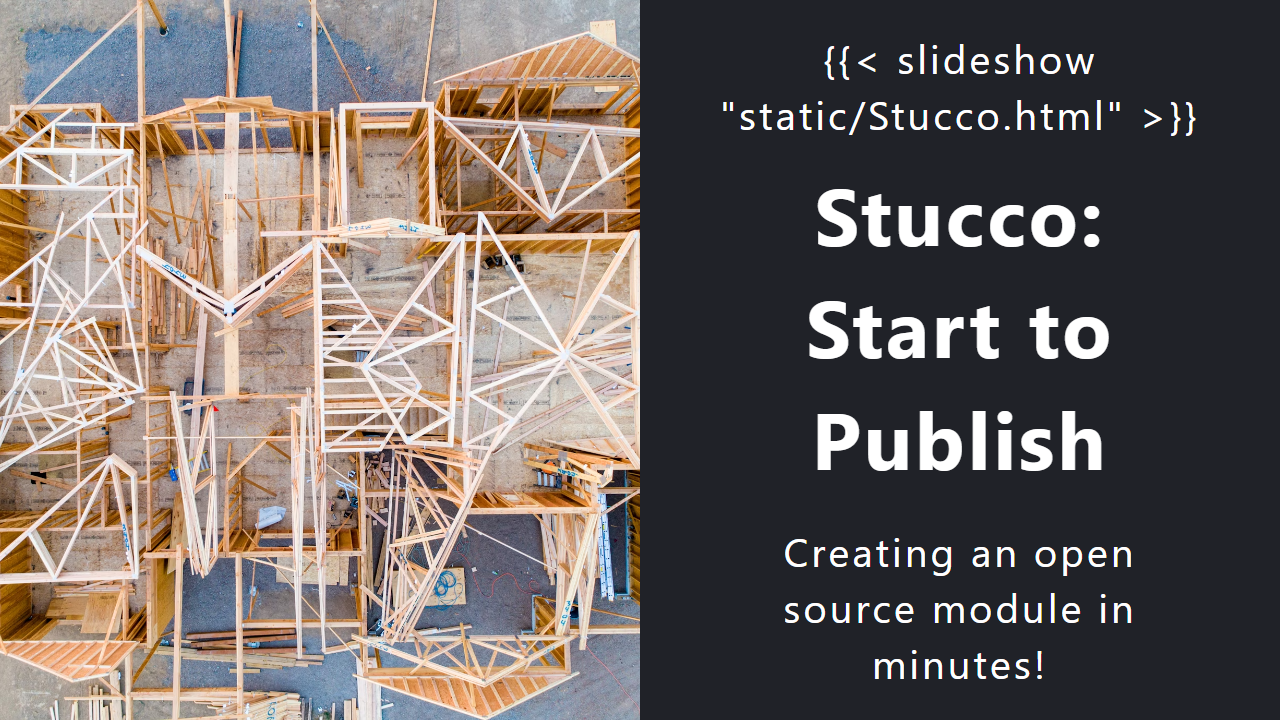 {{< slideshow
"static/Stucco.html" >}}
Stucco:
Start to
Publish
Creating an open
source module in
minutes!